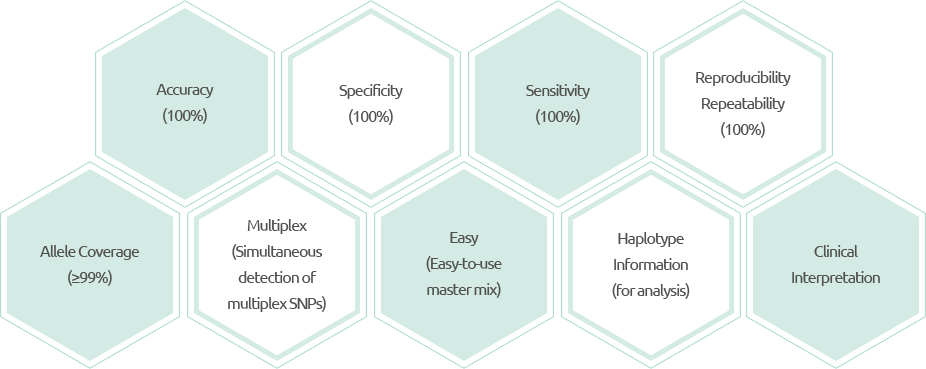 Accuracy
(100%)
Specificity
(100%)
Sensitivity
(100%)
Reproducibility
Repeatability
(100%)
Allele Coverage
(≥99%)
Multiplex
(Simultaneous
detection of
multiplex SNPs)
Easy
(Easy-to-use
master mix)
Haplotype
Information
(for analysis)
Clinical
Interpretation